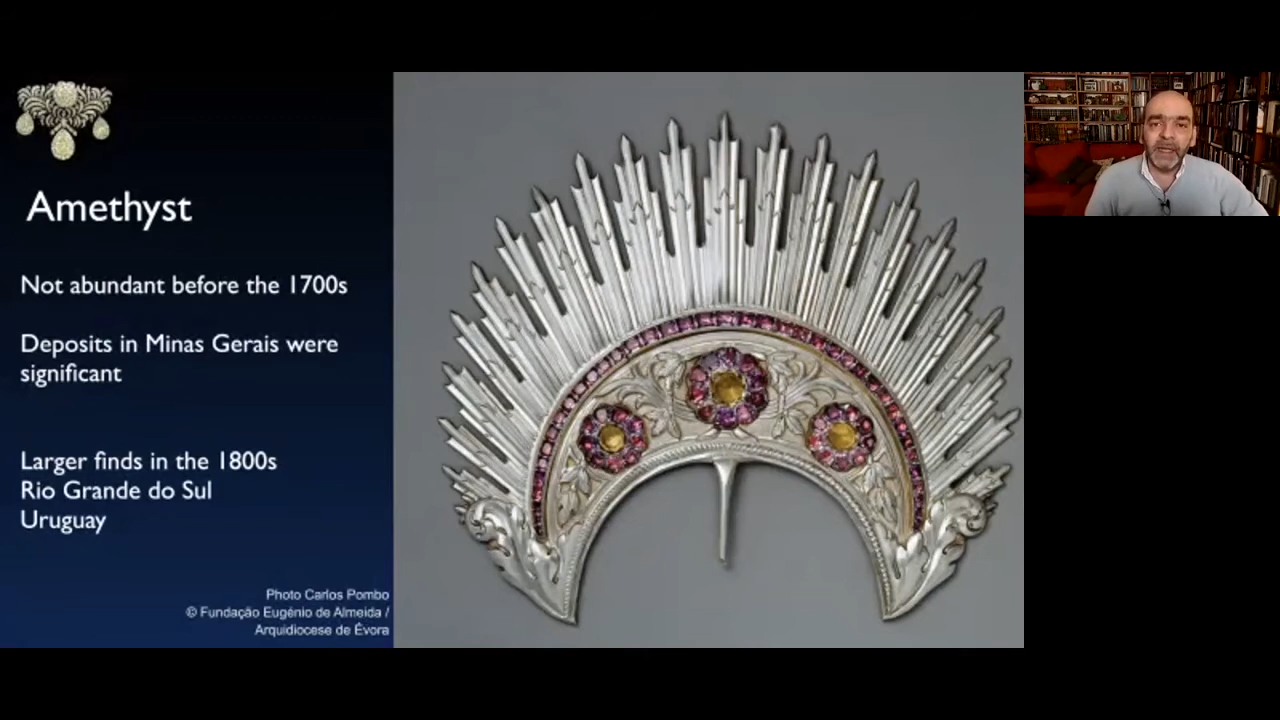 Amethyst
Not abundant before the 1700s
Deposits in Minas Gerais were
significant
Larger finds in the 1800s
Rio Grande do Sul
Uruguay
Photo Carlos Pombo
© Fundação Eugénio de Almeida /
Arquidiocese de Évora